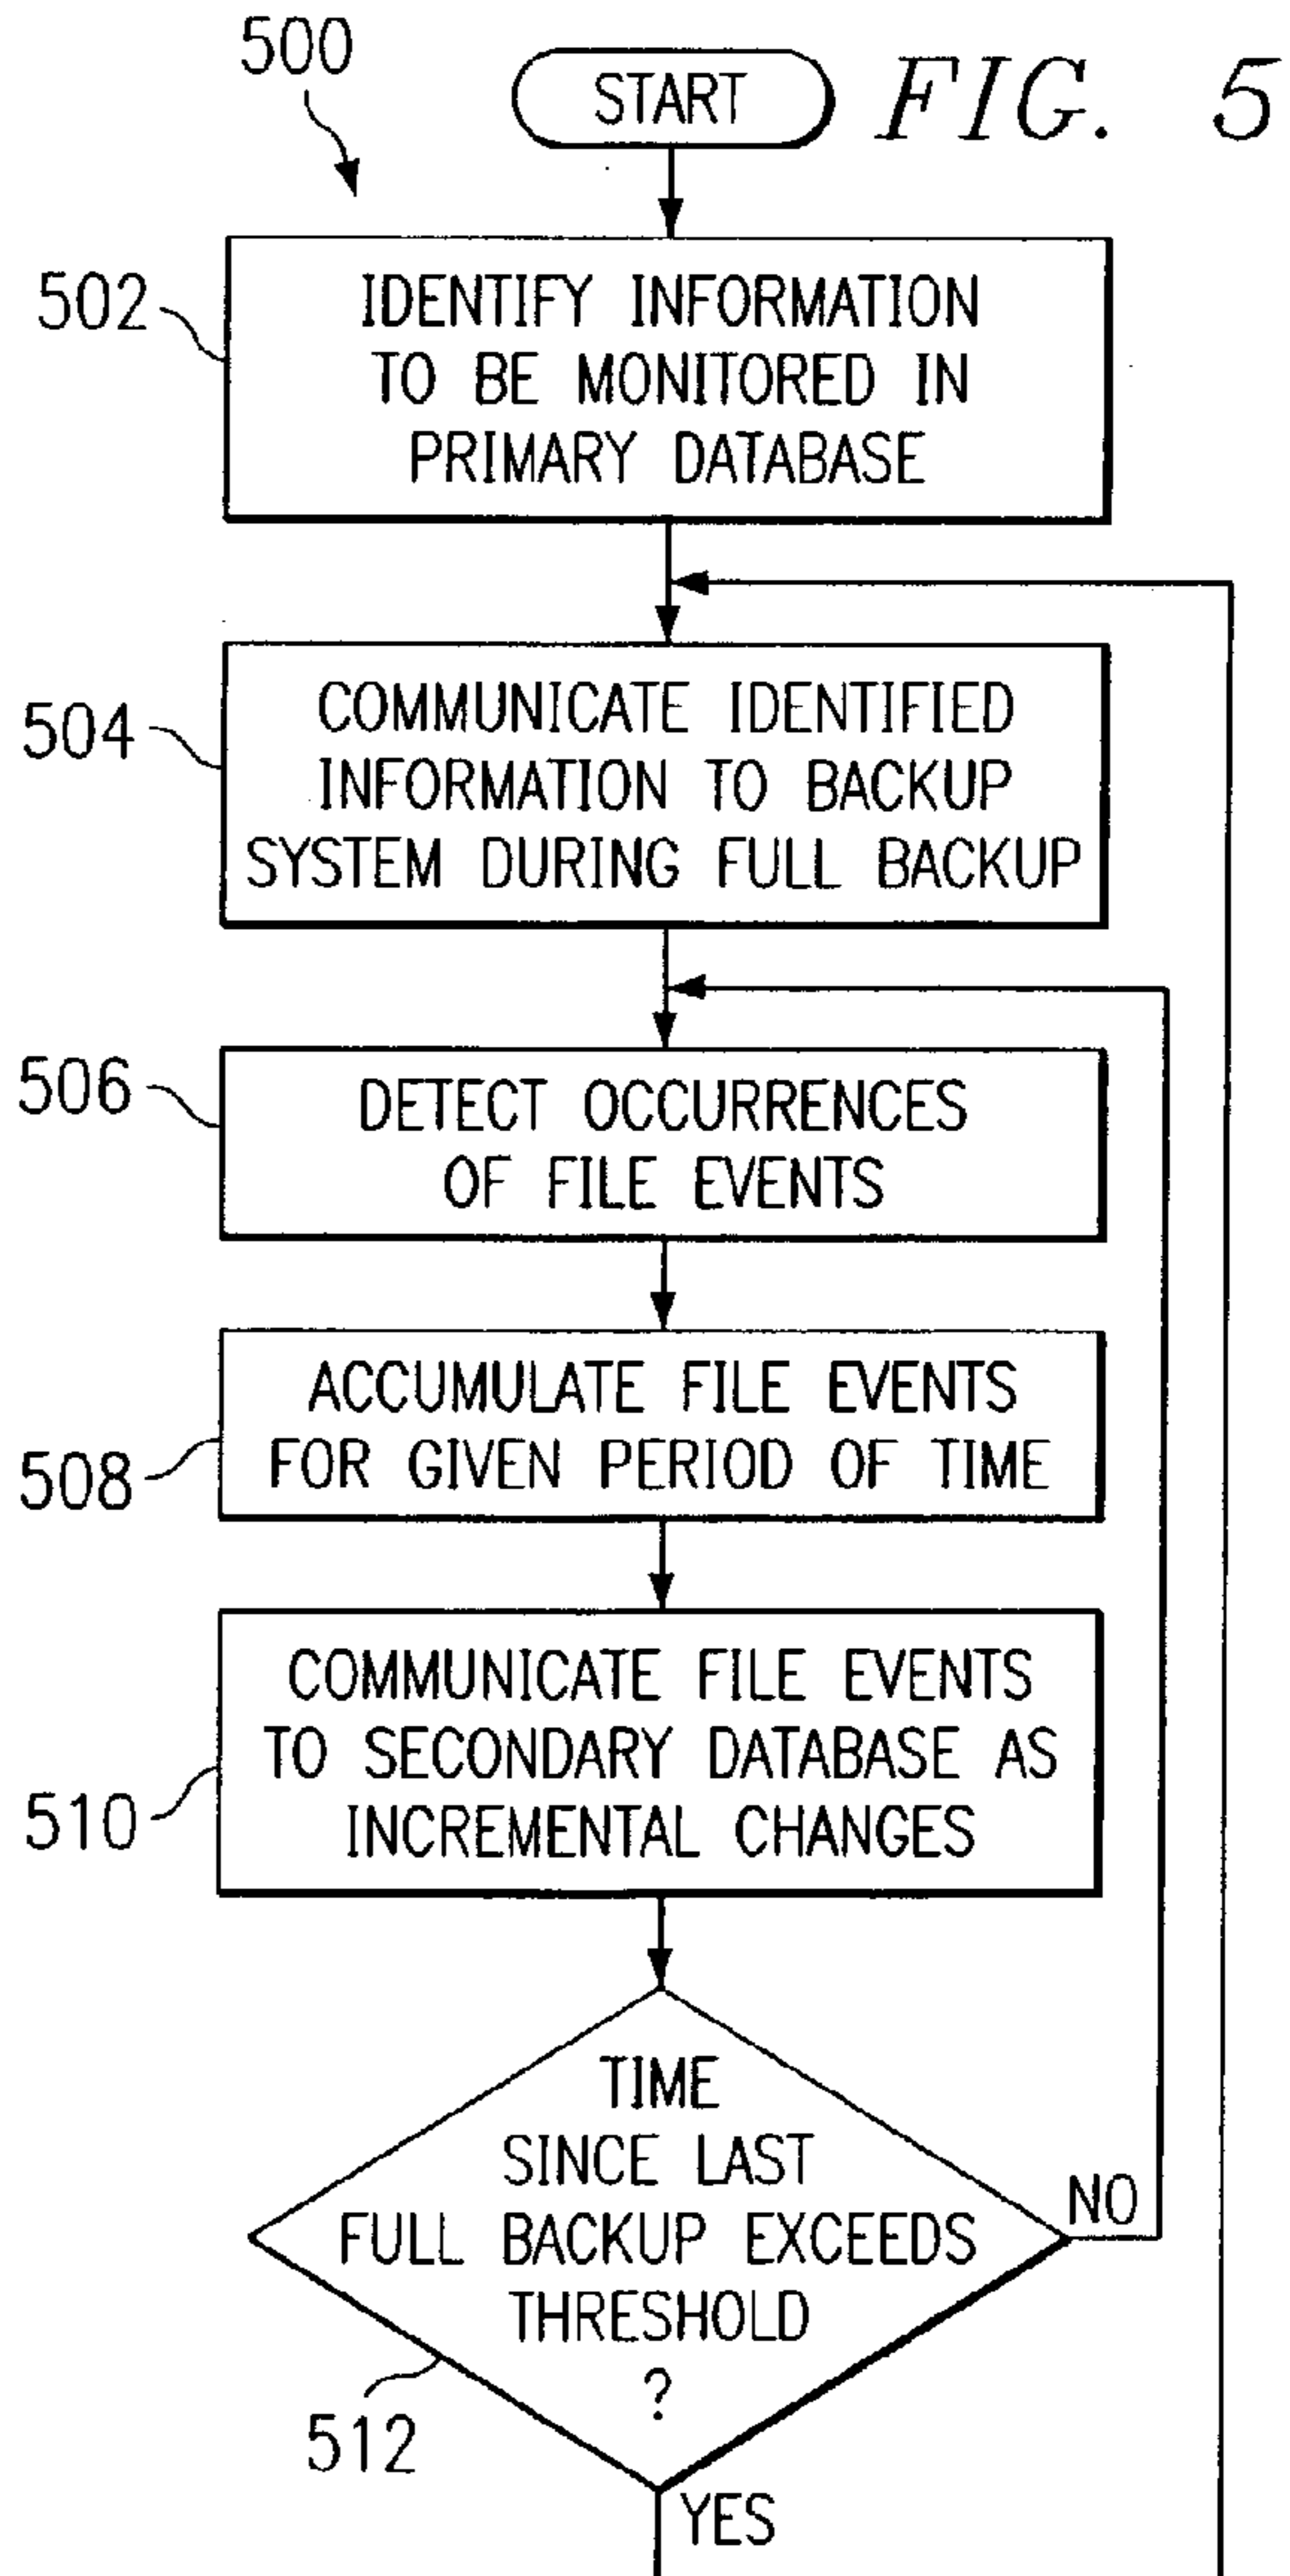 500
START
FIG. 5
502
IDENTIFY INFORMATION
TO BE MONITORED IN
PRIMARY DATABASE
504
COMMUNICATE IDENTIFIED
INFORMATION TO BACKUP
SYSTEM DURING FULL BACKUP
506
DETECT OCCURRENCES
OF FILE EVENTS
508
ACCUMULATE FILE EVENTS
FOR GIVEN PERIOD OF TIME
510
COMMUNICATE FILE EVENTS
TO SECONDARY DATABASE AS
INCREMENTAL CHANGES
TIME
SINCE LAST
FULL BACKUP EXCEEDS
THRESHOLD
?
NO
512
YES